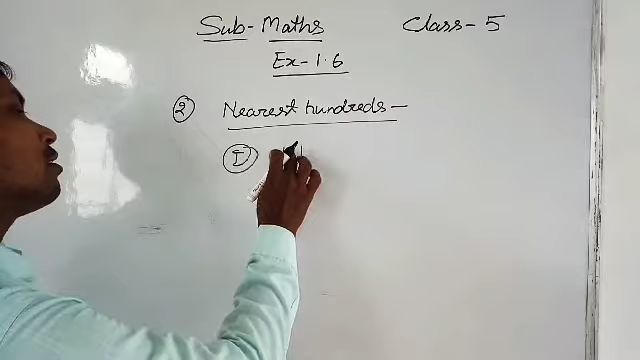 Sub- Maths Class- 5
Ex- 1.6
② Nearest hundreds-
Ⓘ